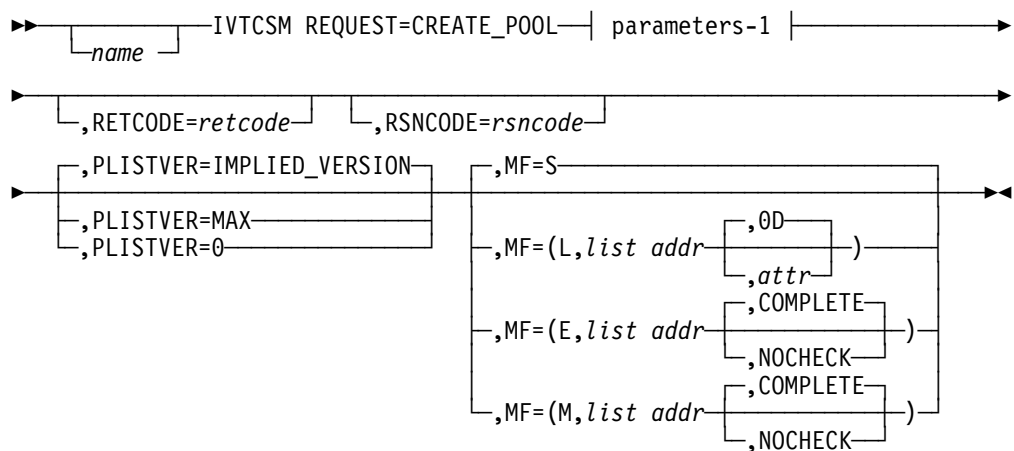 IVTCSM REQUEST=CREATE_POOL parameters-1
name
,RETCODE=retcode ,RSNCODE=rsncode
,PLISTVER=IMPLIED_VERSION ,MF=S
,PLISTVER=MAX ,0D
,PLISTVER=0 ,MF=(L,list addr )
,attr
,COMPLETE
,MF=(E,list addr )
,NOCHECK
,COMPLETE
,MF=(M,list addr )
,NOCHECK